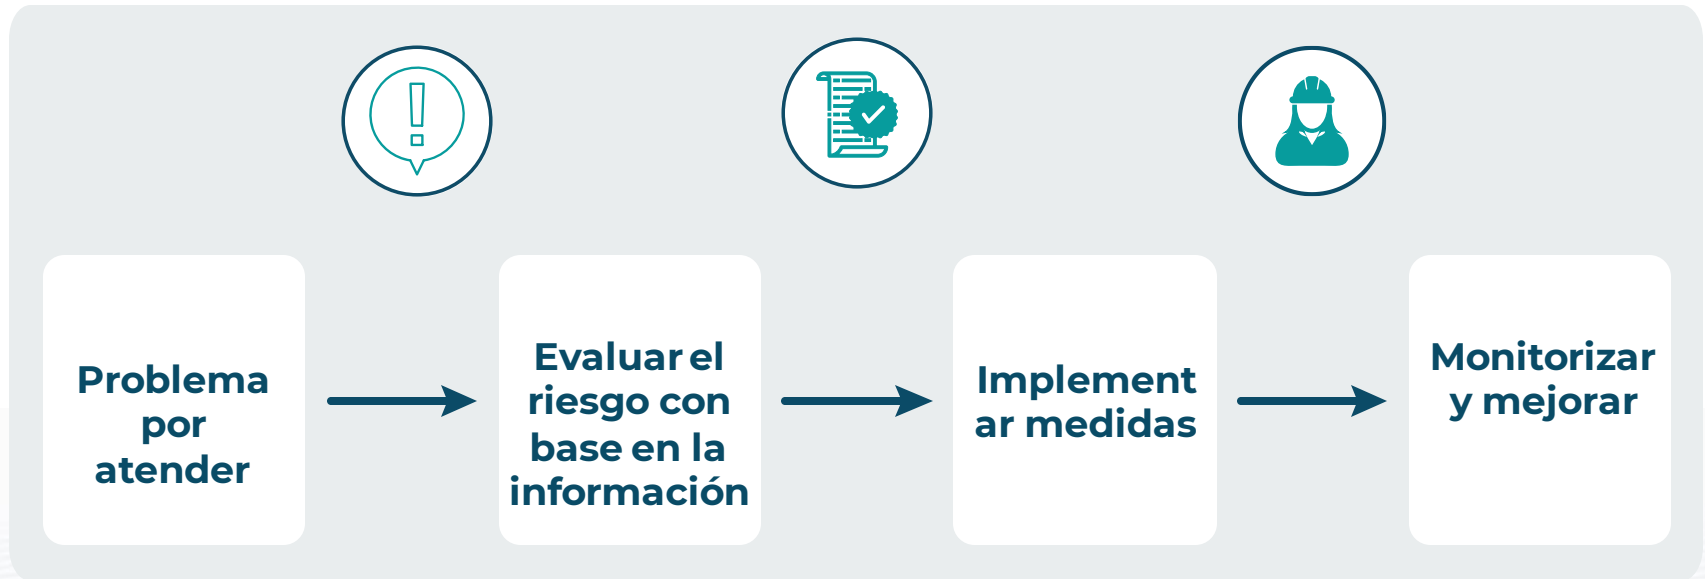 Problema
por
atender
Evaluar el
riesgo con
base en la
información
Implement
ar medidas
Monitorizar
y mejorar